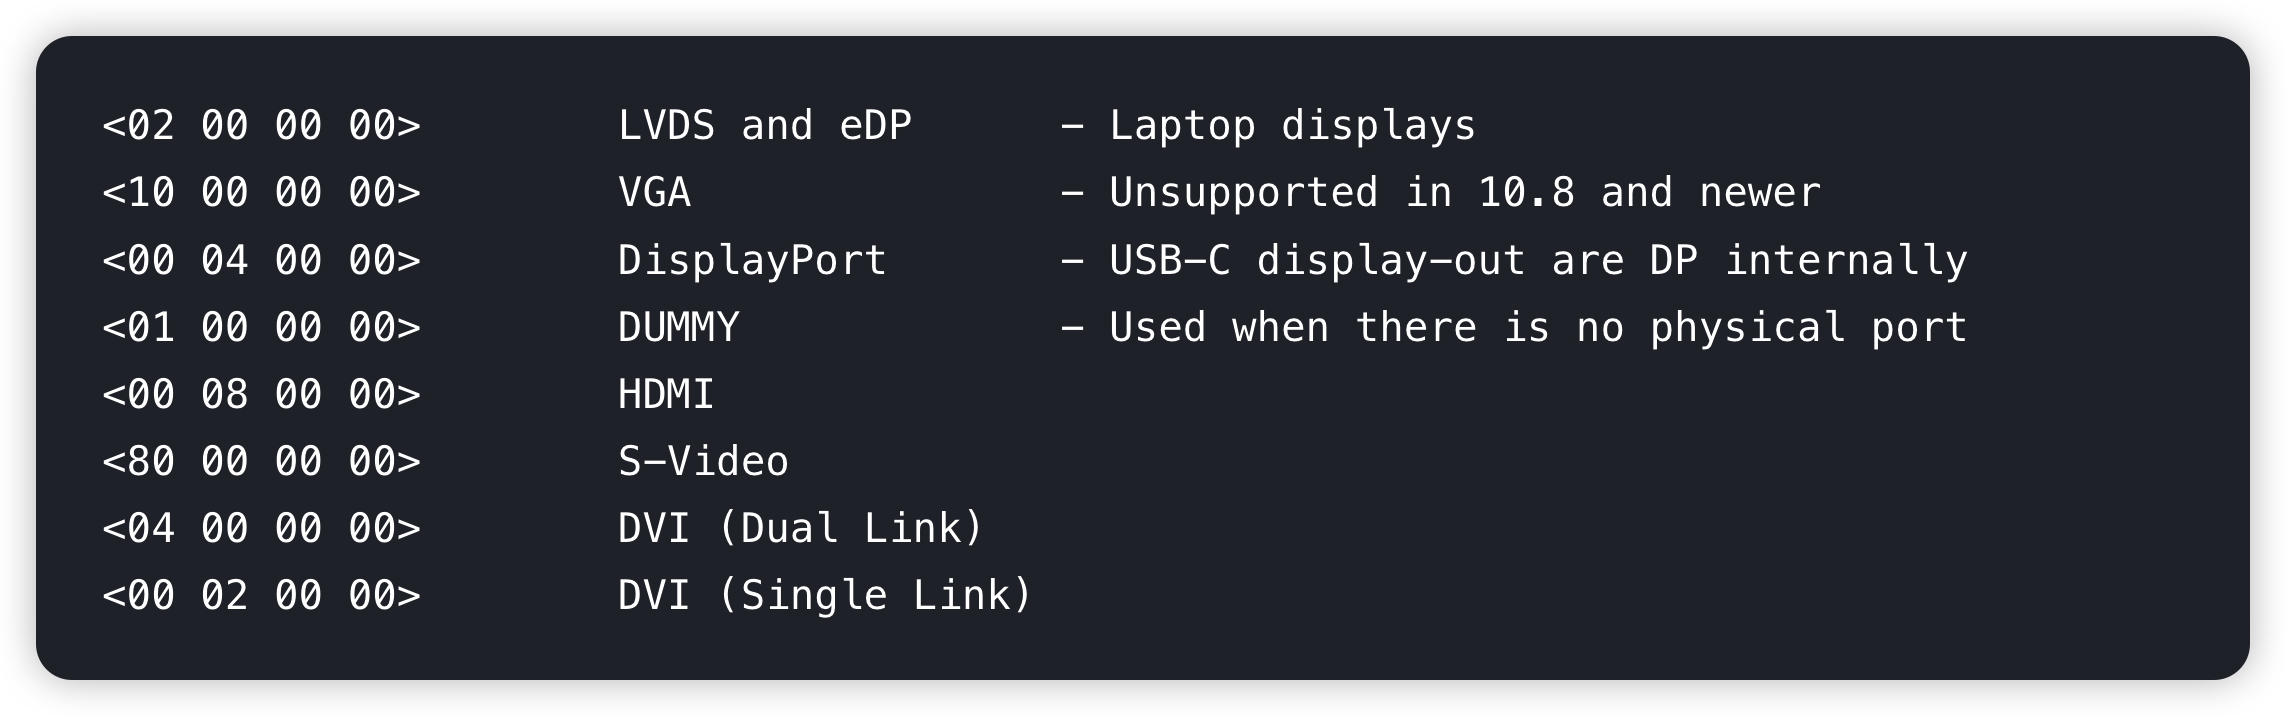 <02 00 00 00>        LVDS and eDP      - Laptop displays
<10 00 00 00>        VGA               - Unsupported in 10.8 and newer
<00 04 00 00>        DisplayPort       - USB-C display-out are DP internally
<01 00 00 00>        DUMMY             - Used when there is no physical port
<00 08 00 00>        HDMI
<80 00 00 00>        S-Video
<04 00 00 00>        DVI (Dual Link)
<00 02 00 00>        DVI (Single Link)